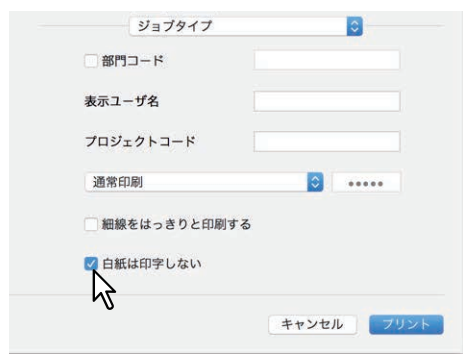 ジョブタイプ
部門コード
表示ユーザ名
プロジェクトコード
通常印刷 •••••
細線をはっきりと印刷する
白紙は印字しない
キャンセル プリント